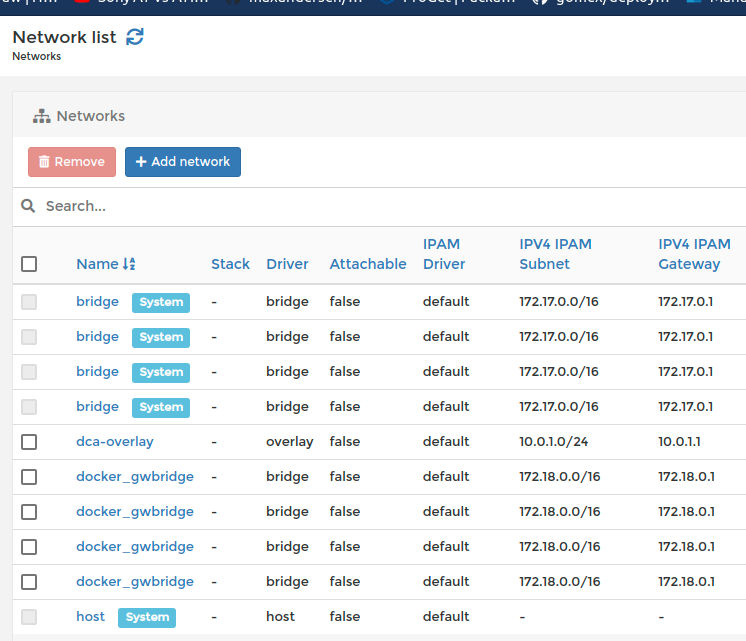 Network list
Networks
Networks
Remove
Add network
Search...
Name Stack Driver Attachable IPAM Driver IPV4 IPAM Subnet IPV4 IPAM Gateway
bridge System - bridge false default 172.17.0.0/16 172.17.0.1
bridge System - bridge false default 172.17.0.0/16 172.17.0.1
bridge System - bridge false default 172.17.0.0/16 172.17.0.1
bridge System - bridge false default 172.17.0.0/16 172.17.0.1
dca-overlay - overlay false default 10.0.1.0/24 10.0.1.1
docker_gwbridge - bridge false default 172.18.0.0/16 172.18.0.1
docker_gwbridge - bridge false default 172.18.0.0/16 172.18.0.1
docker_gwbridge - bridge false default 172.18.0.0/16 172.18.0.1
docker_gwbridge - bridge false default 172.18.0.0/16 172.18.0.1
host System - host false default - -